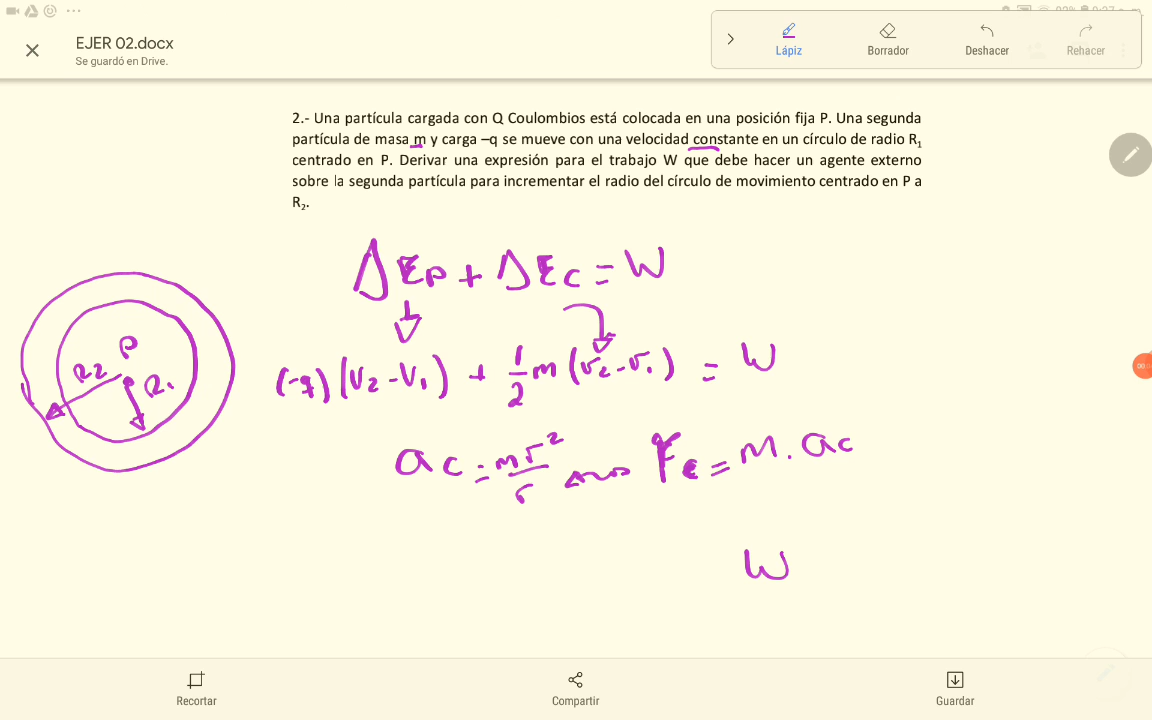 EJER 02.docx
Se guardó en Drive.
Lápiz
Borrador
Deshacer
Rehacer
2.- Una partícula cargada con Q Coulombios está colocada en una posición fija P. Una segunda
partícula de masa m y carga –q se mueve con una velocidad constante en un círculo de radio R₁
centrado en P. Derivar una expresión para el trabajo W que debe hacer un agente externo
sobre la segunda partícula para incrementar el radio del círculo de movimiento centrado en P a
R₂.
ΔEp + ΔEc = W
(-q)(V₂ - V₁) + 1/2 m (v₂ - v₁) = W
P
R₂
R₁
ac = mv²/r
Fe = m.ac
W
Recortar
Compartir
Guardar